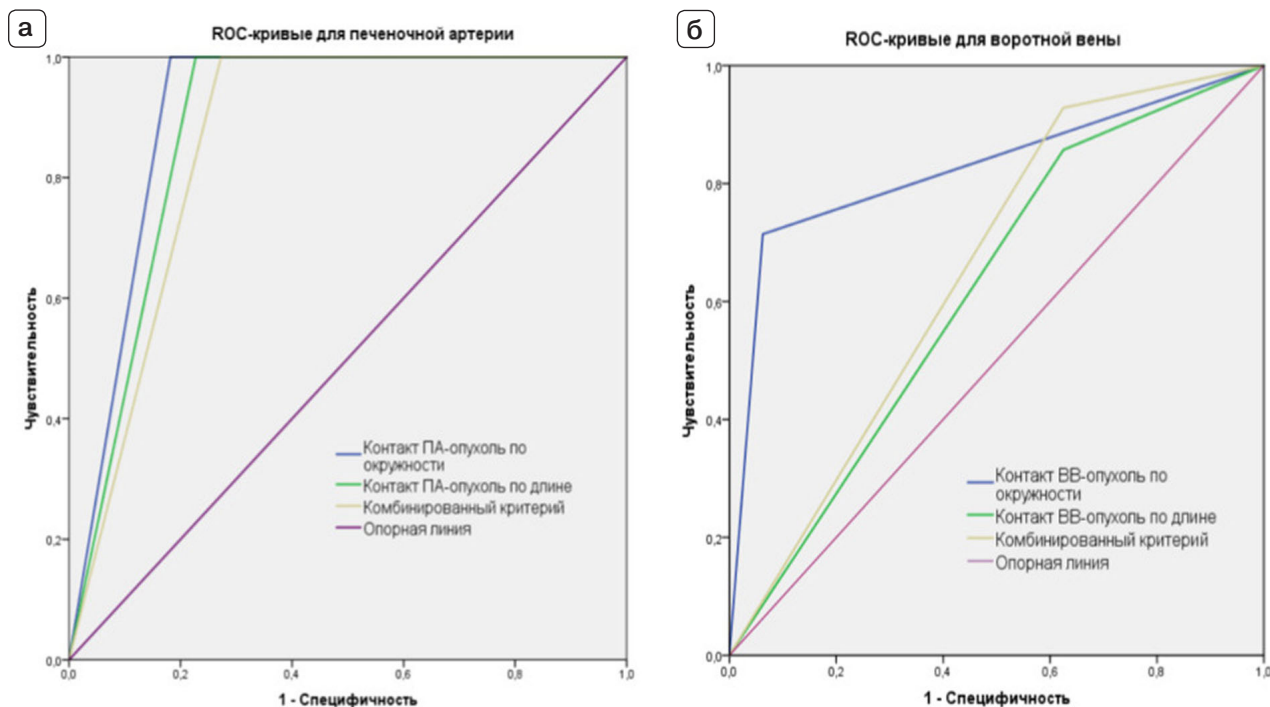 а
ROC-кривые для печеночной артерии
1,0
0,8
0,6
0,4
0,2
0,0
0,0 0,2 0,4 0,6 0,8 1,0
Чувствительность
1 - Специфичность
Контакт ПА-опухоль по
окружности
Контакт ПА-опухоль по длине
Комбинированный критерий
Опорная линия
б
ROC-кривые для воротной вены
1,0
0,8
0,6
0,4
0,2
0,0
0,0 0,2 0,4 0,6 0,8 1,0
Чувствительность
1 - Специфичность
Контакт ВВ-опухоль по
окружности
Контакт ВВ-опухоль по длине
Комбинированный критерий
Опорная линия